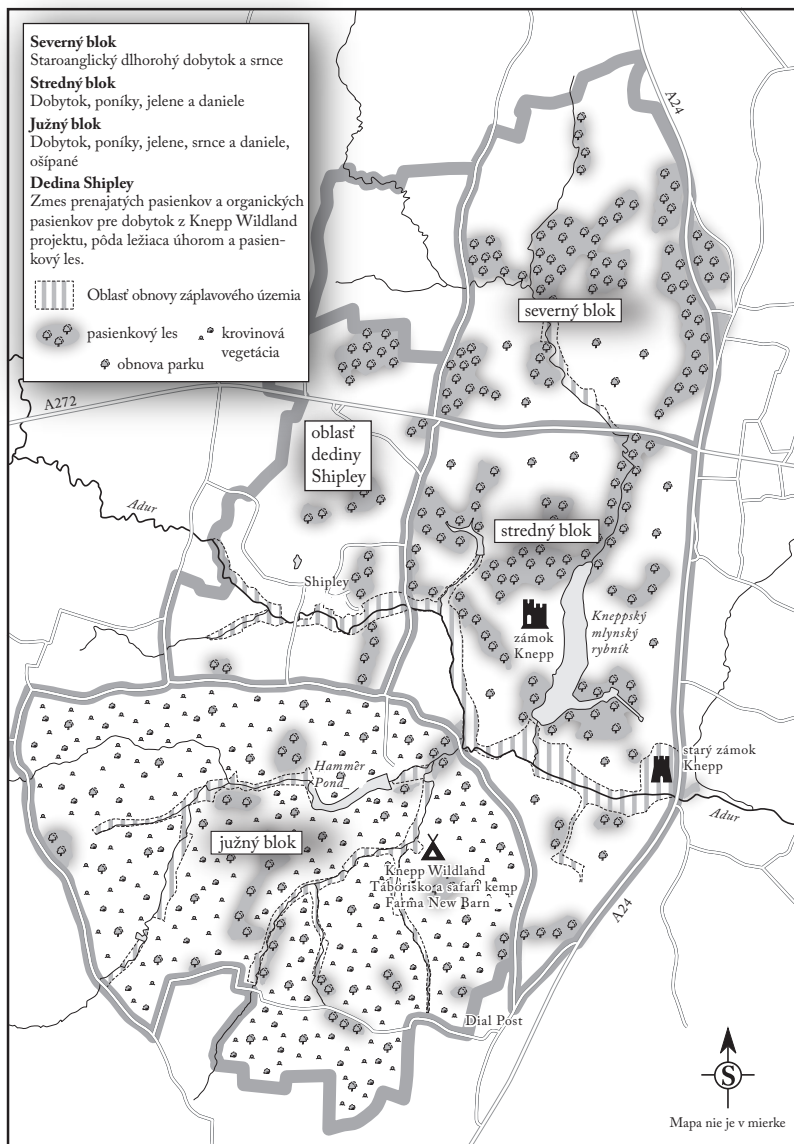 Severný blok
Staroanglický dlhorohý dobytok a srnce
Stredný blok
Dobytok, poníky, jelene a daniele
Južný blok
Dobytok, poníky, jelene, srnce a daniele,
ošípané
Dedina Shipley
Zmes prenajatých pasienkov a organických
pasienkov pre dobytok z Knepp Wildland
projektu, pôda ležiaca úhorom a pasien-
kový les.
Oblasť obnovy záplavového územia
pasienkový les
krovinová
vegetácia
obnova parku
A24
severný blok
A272
oblasť
dediny
Shipley
Adur
stredný blok
Shipley
zámok
Knepp
Kneppský
mlynský
rybník
starý zámok
Knepp
Hammer
Pond
Adur
južný blok
Knepp Wildland
Táborisko a safari kemp
Farma New Barn
A24
Dial Post
S
Mapa nie je v mierke